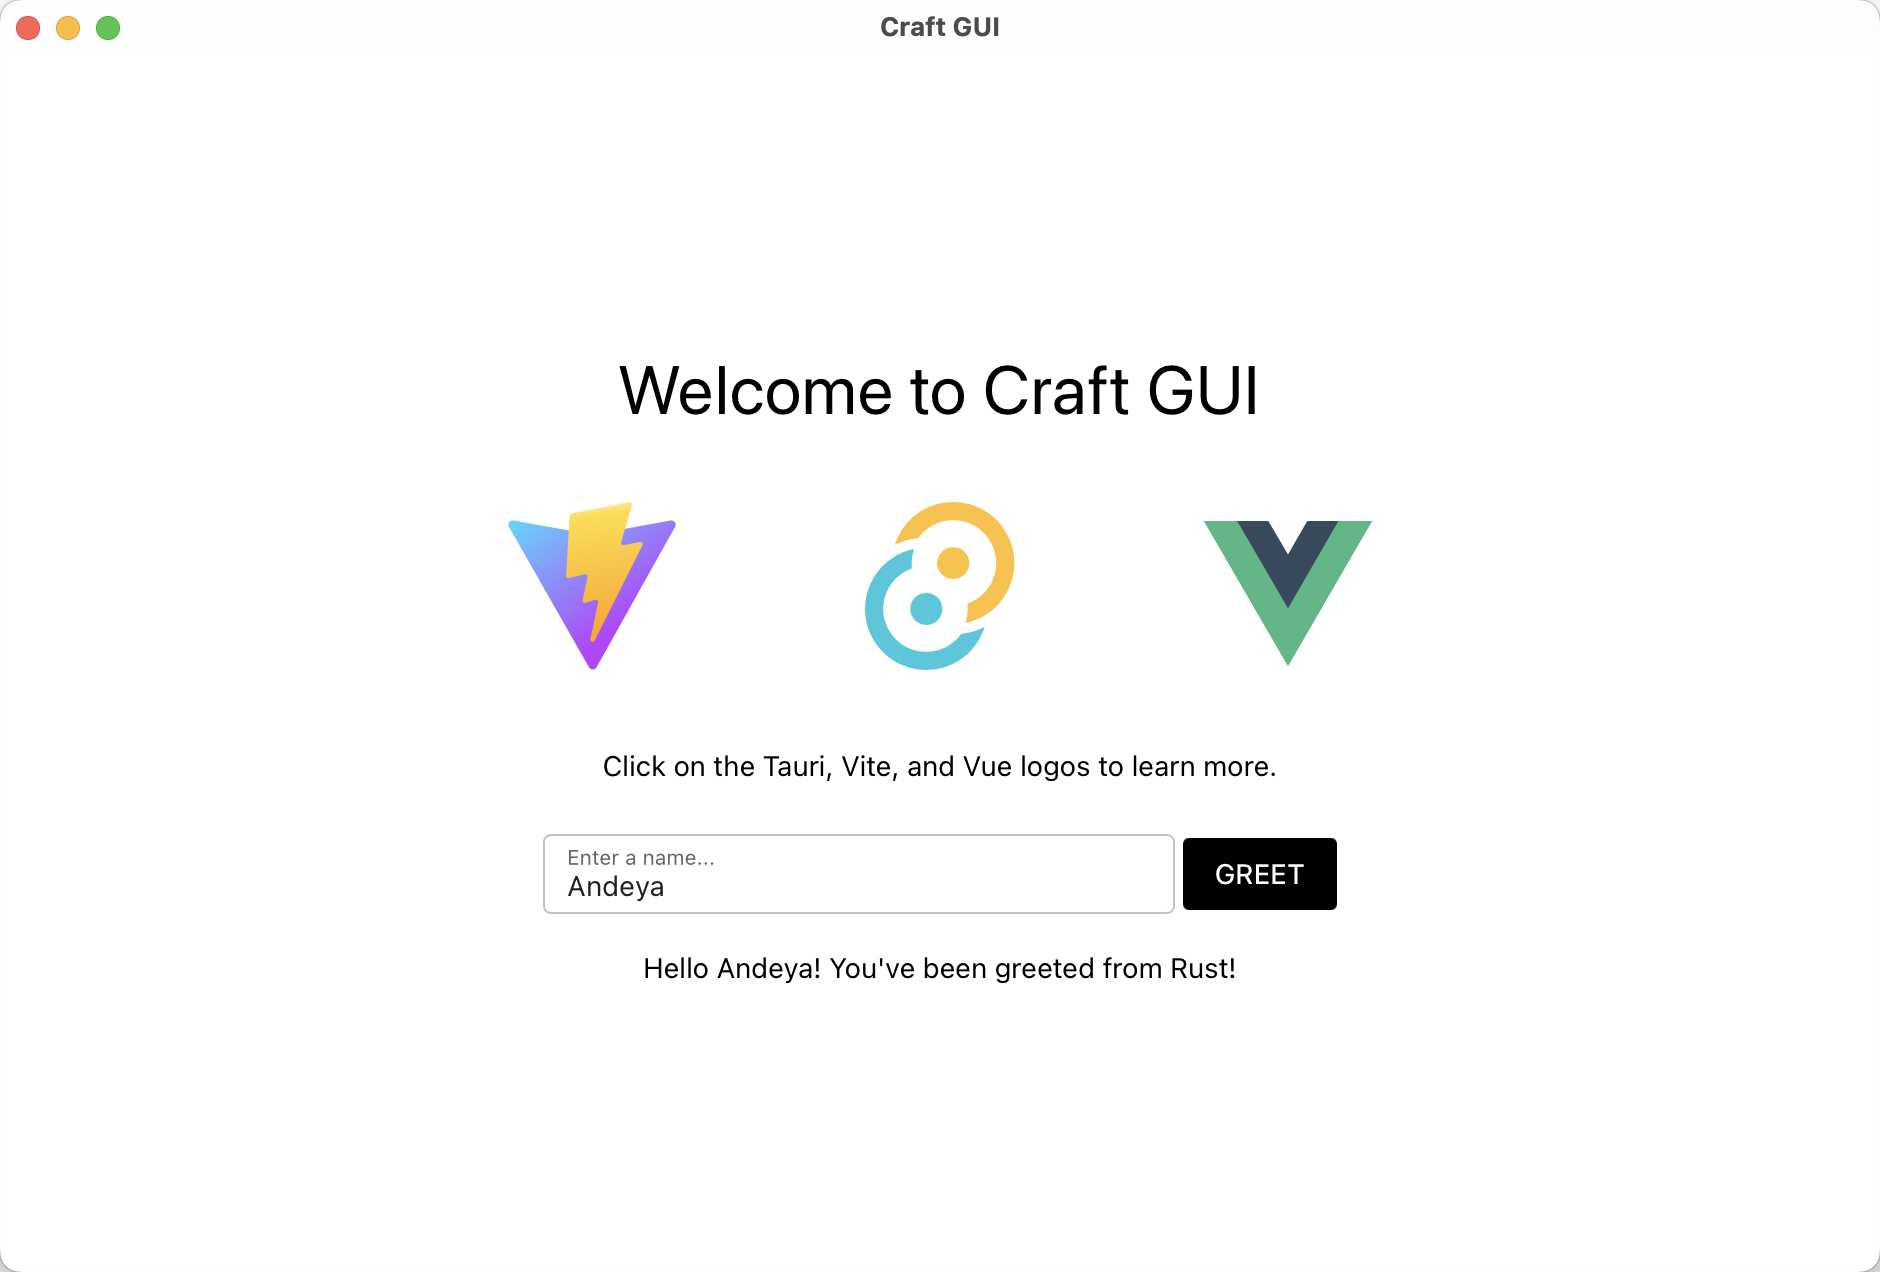 Craft GUI
Welcome to Craft GUI
Click on the Tauri, Vite, and Vue logos to learn more.
Enter a name...
Andeya
GREET
Hello Andeya! You've been greeted from Rust!